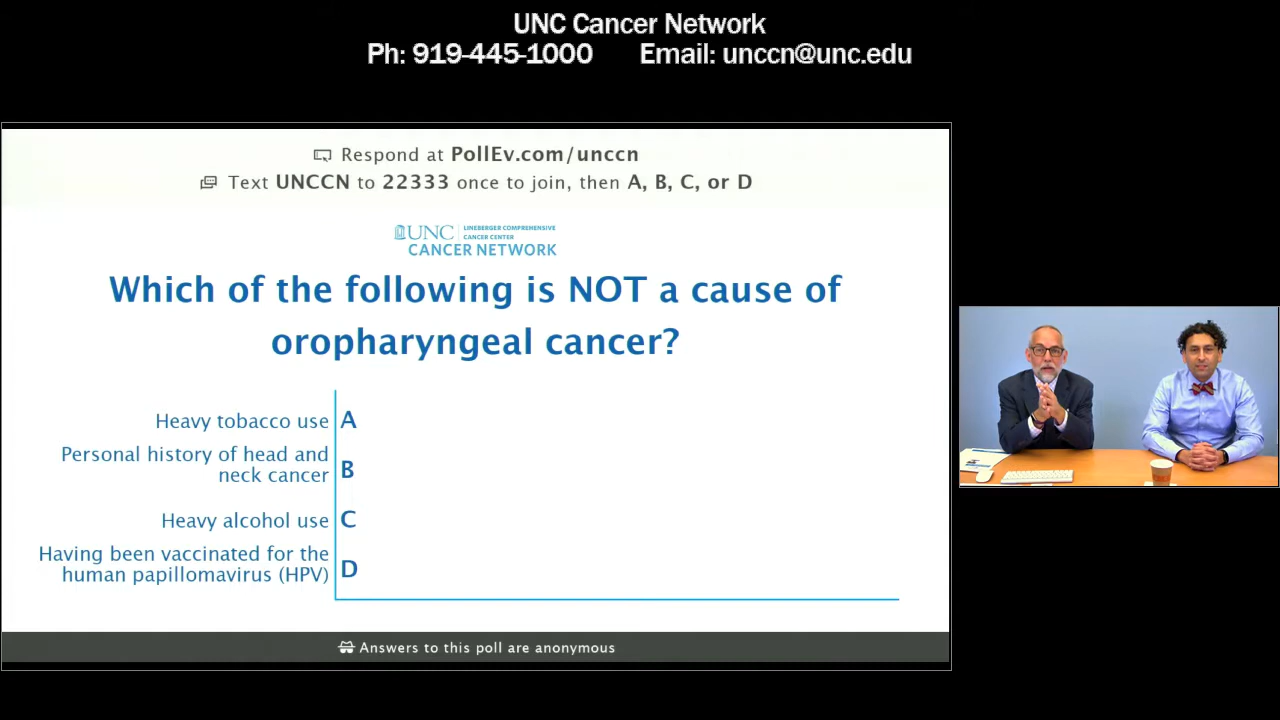 UNC Cancer Network
Ph: 919-445-1000 Email: unccn@unc.edu
Respond at PollEv.com/unccn
Text UNCCN to 22333 once to join, then A, B, C, or D
UNC LINEBERGER COMPREHENSIVE
CANCER CENTER
CANCER NETWORK
Which of the following is NOT a cause of
oropharyngeal cancer?
Heavy tobacco use A
Personal history of head and
neck cancer B
Heavy alcohol use C
Having been vaccinated for the
human papillomavirus (HPV) D
Answers to this poll are anonymous